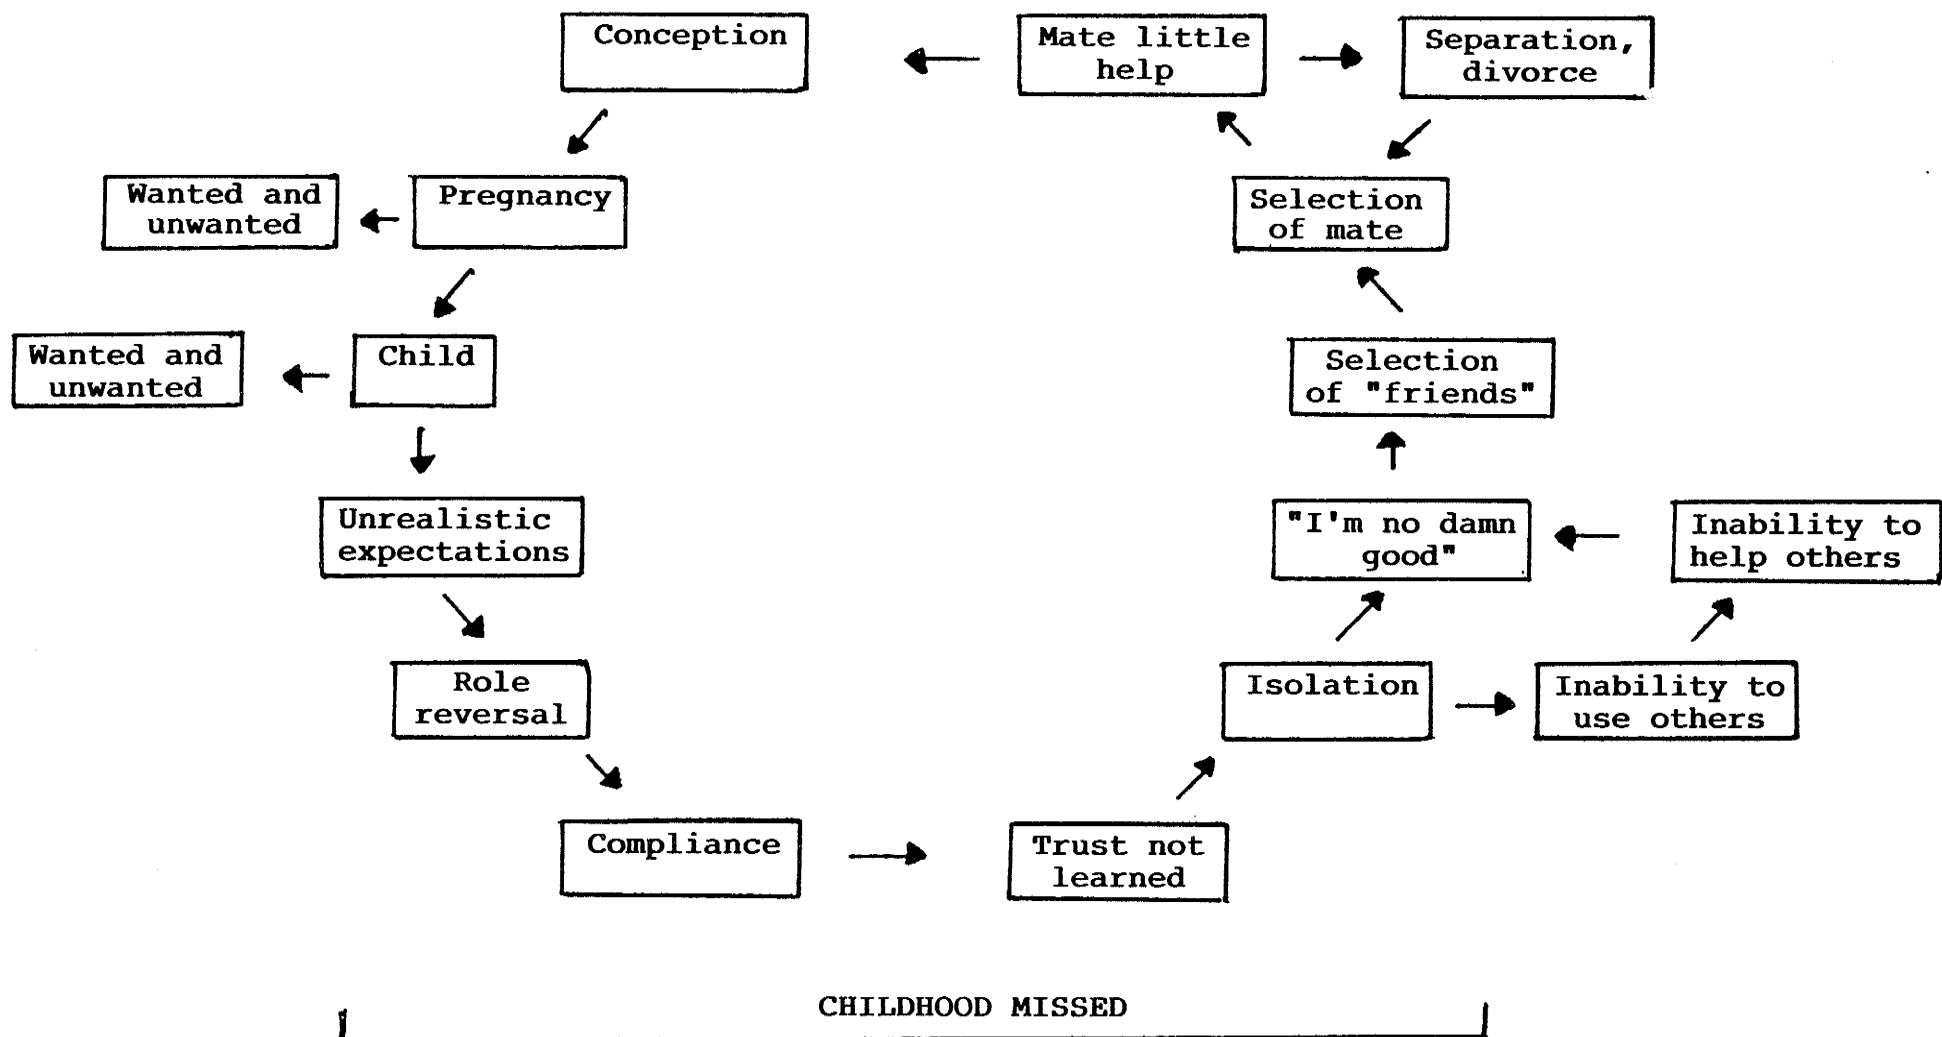 Conception
Mate little
help
Separation,
divorce
Wanted and
unwanted
Pregnancy
Selection
of mate
Wanted and
unwanted
Child
Selection
of "friends"
Unrealistic
expectations
"I'm no damn
good"
Inability to
help others
Role
reversal
Isolation
Inability to
use others
Compliance
Trust not
learned
CHILDHOOD MISSED